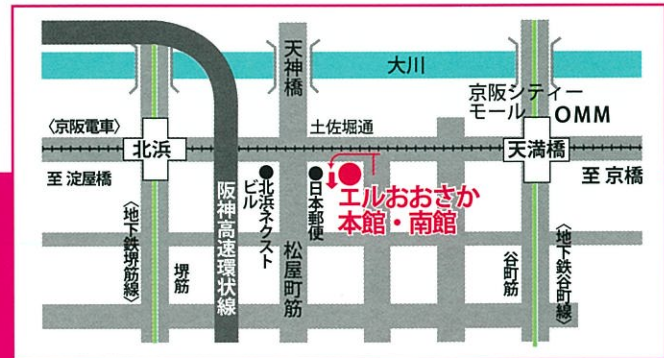 天神橋
大川
京阪シティー
モール
OMM
〈京阪電車〉
土佐堀通
北浜
天満橋
至 淀屋橋
至 京橋
北浜ネクスト
ビル
日本郵便
エルおおさか
本館・南館
阪神高速環状線
〈地下鉄堺筋線〉
堺筋
松屋町筋
谷町筋
〈地下鉄谷町線〉